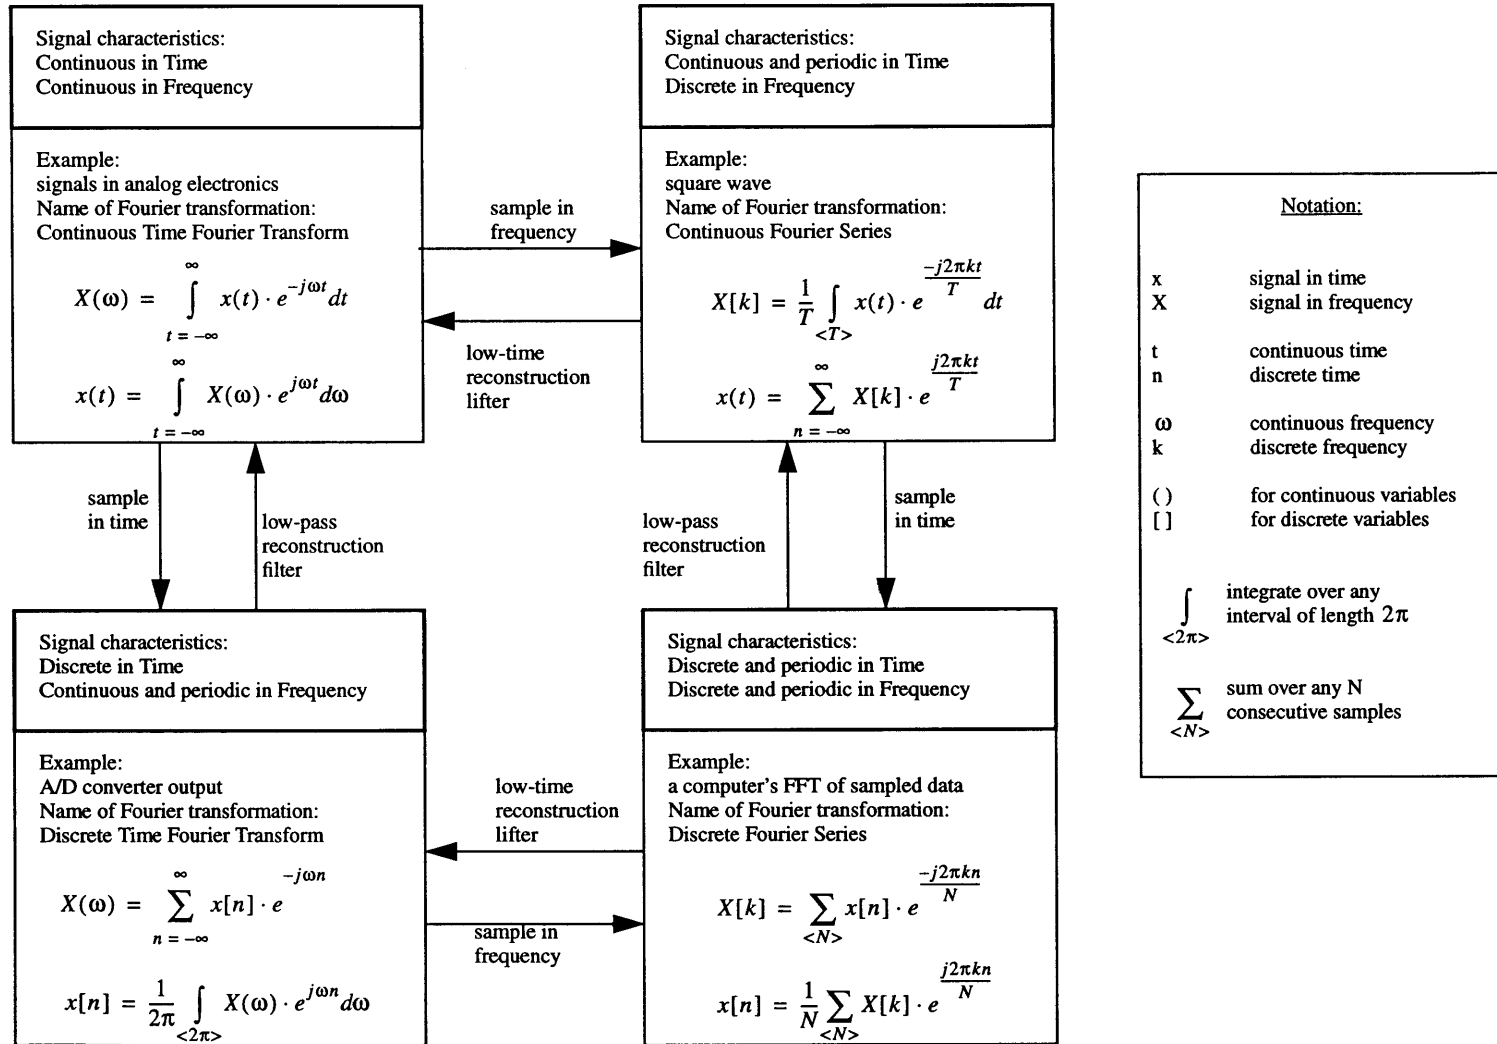 Signal characteristics:
Continuous in Time
Continuous in Frequency
Example:
signals in analog electronics
Name of Fourier transformation:
Continuous Time Fourier Transform
X(ω) = ∫_{t = −∞}^{∞} x(t) · e^{−jωt} dt
x(t) = ∫_{t = −∞}^{∞} X(ω) · e^{jωt} dω
sample in
frequency
low-time
reconstruction
lifter
Signal characteristics:
Continuous and periodic in Time
Discrete in Frequency
Example:
square wave
Name of Fourier transformation:
Continuous Fourier Series
X[k] = \frac{1}{T} ∫_{<T>} x(t) · e^{\frac{−j2πkt}{T}} dt
x(t) = ∑_{n = −∞}^{∞} X[k] · e^{\frac{j2πkt}{T}}
sample
in time
low-pass
reconstruction
filter
low-pass
reconstruction
filter
sample
in time
Signal characteristics:
Discrete in Time
Continuous and periodic in Frequency
Example:
A/D converter output
Name of Fourier transformation:
Discrete Time Fourier Transform
X(ω) = ∑_{n = −∞}^{∞} x[n] · e^{−jωn}
x[n] = \frac{1}{2π} ∫_{<2π>} X(ω) · e^{jωn} dω
low-time
reconstruction
lifter
sample in
frequency
Signal characteristics:
Discrete and periodic in Time
Discrete and periodic in Frequency
Example:
a computer's FFT of sampled data
Name of Fourier transformation:
Discrete Fourier Series
X[k] = ∑_{<N>} x[n] · e^{\frac{−j2πkn}{N}}
x[n] = \frac{1}{N} ∑_{<N>} X[k] · e^{\frac{j2πkn}{N}}
Notation:
x signal in time
X signal in frequency
t continuous time
n discrete time
ω continuous frequency
k discrete frequency
( ) for continuous variables
[ ] for discrete variables
∫_{<2π>} integrate over any
interval of length 2π
∑_{<N>} sum over any N
consecutive samples